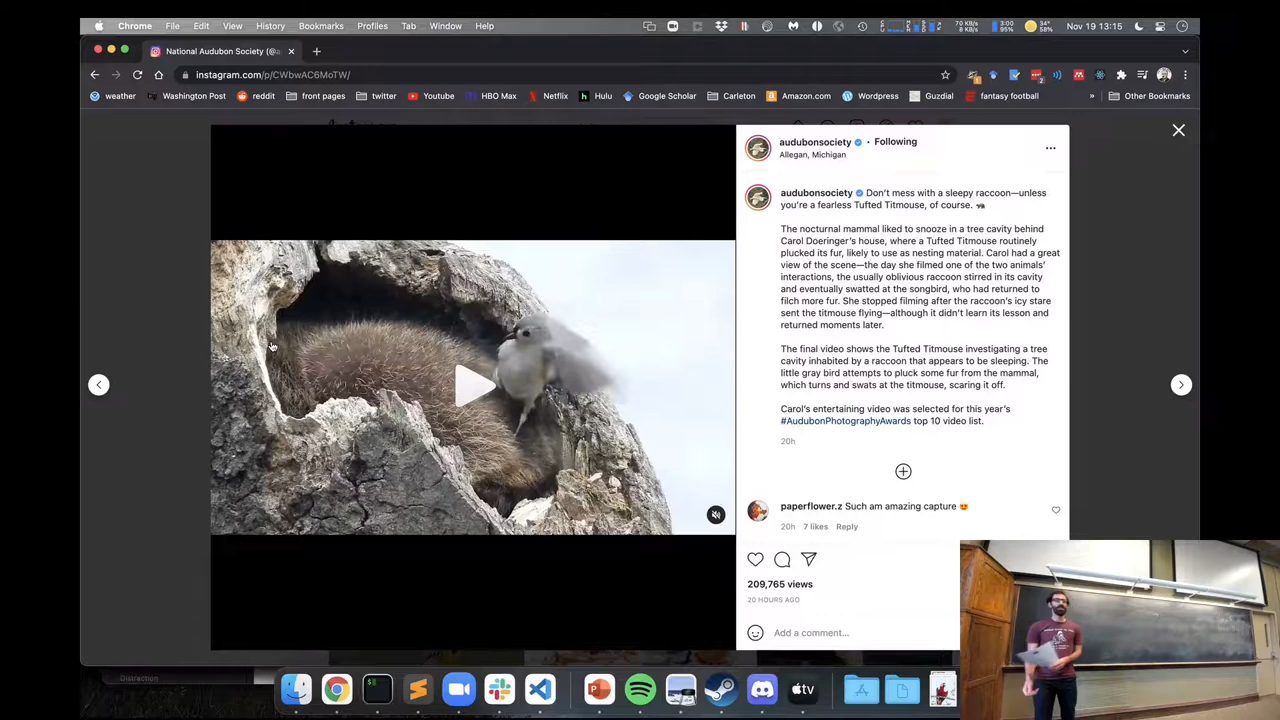 Chrome File Edit View History Bookmarks Profiles Tab Window Help
70 KB/s
8 KB/s
3:00
95%
34°
58%
Nov 19 13:15
National Audubon Society (@a
instagram.com/p/CWbwAC6MoTW/
weather Washington Post reddit front pages twitter Youtube HBO Max Netflix Hulu Google Scholar Carleton Amazon.com Wordpress Guzdial fantasy football » Other Bookmarks
audubonsociety • Following
Allegan, Michigan
audubonsociety Don't mess with a sleepy raccoon—unless
you're a fearless Tufted Titmouse, of course. 🦝
The nocturnal mammal liked to snooze in a tree cavity behind
Carol Doeringer's house, where a Tufted Titmouse routinely
plucked its fur, likely to use as nesting material. Carol had a great
view of the scene—the day she filmed one of the two animals'
interactions, the usually oblivious raccoon stirred in its cavity
and eventually swatted at the songbird, who had returned to
filch more fur. She stopped filming after the raccoon's icy stare
sent the titmouse flying—although it didn't learn its lesson and
returned moments later.
The final video shows the Tufted Titmouse investigating a tree
cavity inhabited by a raccoon that appears to be sleeping. The
little gray bird attempts to pluck some fur from the mammal,
which turns and swats at the titmouse, scaring it off.
Carol's entertaining video was selected for this year's
#AudubonPhotographyAwards top 10 video list.
20h
paperflower.z Such am amazing capture 😍
20h 7 likes Reply
209,765 views
20 HOURS AGO
Add a comment...
Distraction
tv